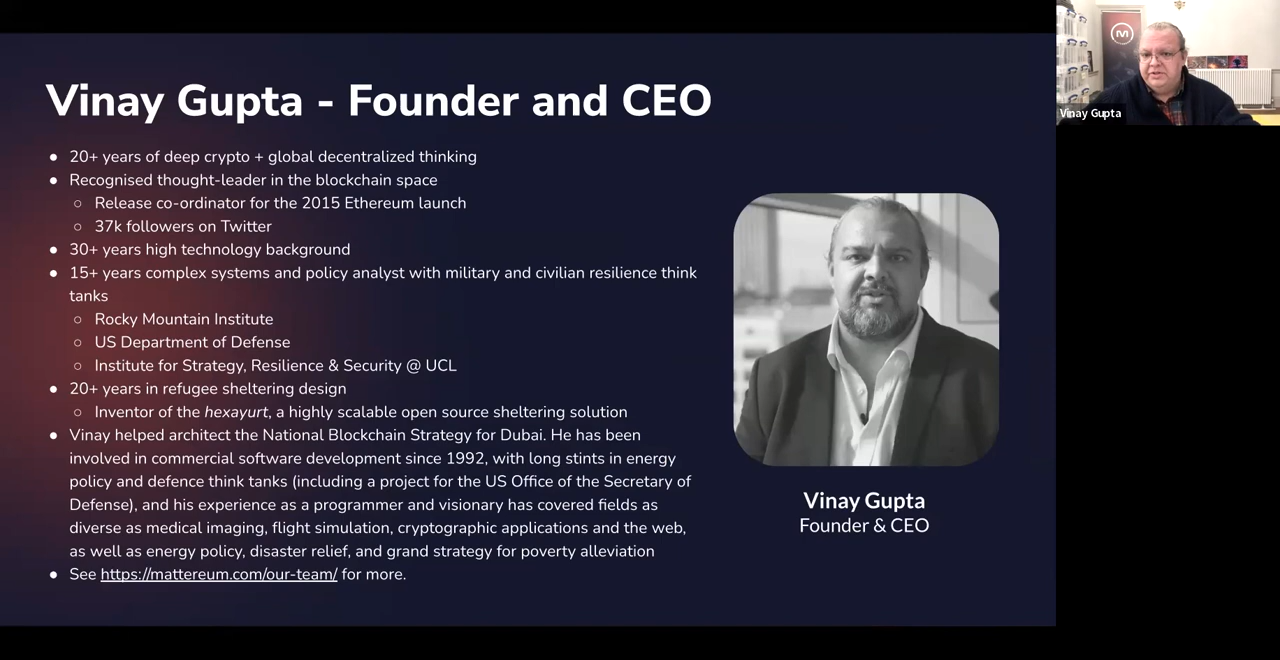 Vinay Gupta - Founder and CEO
● 20+ years of deep crypto + global decentralized thinking
● Recognised thought-leader in the blockchain space
○ Release co-ordinator for the 2015 Ethereum launch
○ 37k followers on Twitter
● 30+ years high technology background
● 15+ years complex systems and policy analyst with military and civilian resilience think
tanks
○ Rocky Mountain Institute
○ US Department of Defense
○ Institute for Strategy, Resilience & Security @ UCL
● 20+ years in refugee sheltering design
○ Inventor of the hexayurt, a highly scalable open source sheltering solution
● Vinay helped architect the National Blockchain Strategy for Dubai. He has been
involved in commercial software development since 1992, with long stints in energy
policy and defence think tanks (including a project for the US Office of the Secretary of
Defense), and his experience as a programmer and visionary has covered fields as
diverse as medical imaging, flight simulation, cryptographic applications and the web,
as well as energy policy, disaster relief, and grand strategy for poverty alleviation
● See https://mattereum.com/our-team/ for more.
Vinay Gupta
Founder & CEO
Vinay Gupta